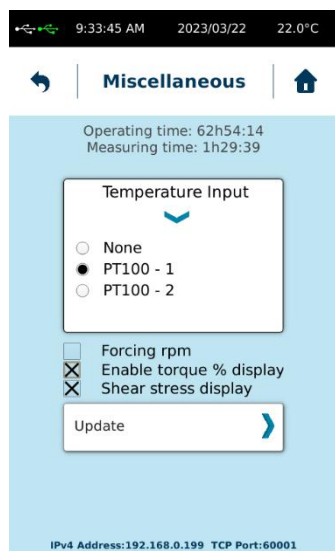 9:33:45 AM 2023/03/22 22.0°C
Miscellaneous
Operating time: 62h54:14
Measuring time: 1h29:39
Temperature Input
None
PT100 - 1
PT100 - 2
Forcing rpm
Enable torque % display
Shear stress display
Update
IPv4 Address:192.168.0.199 TCP Port:60001